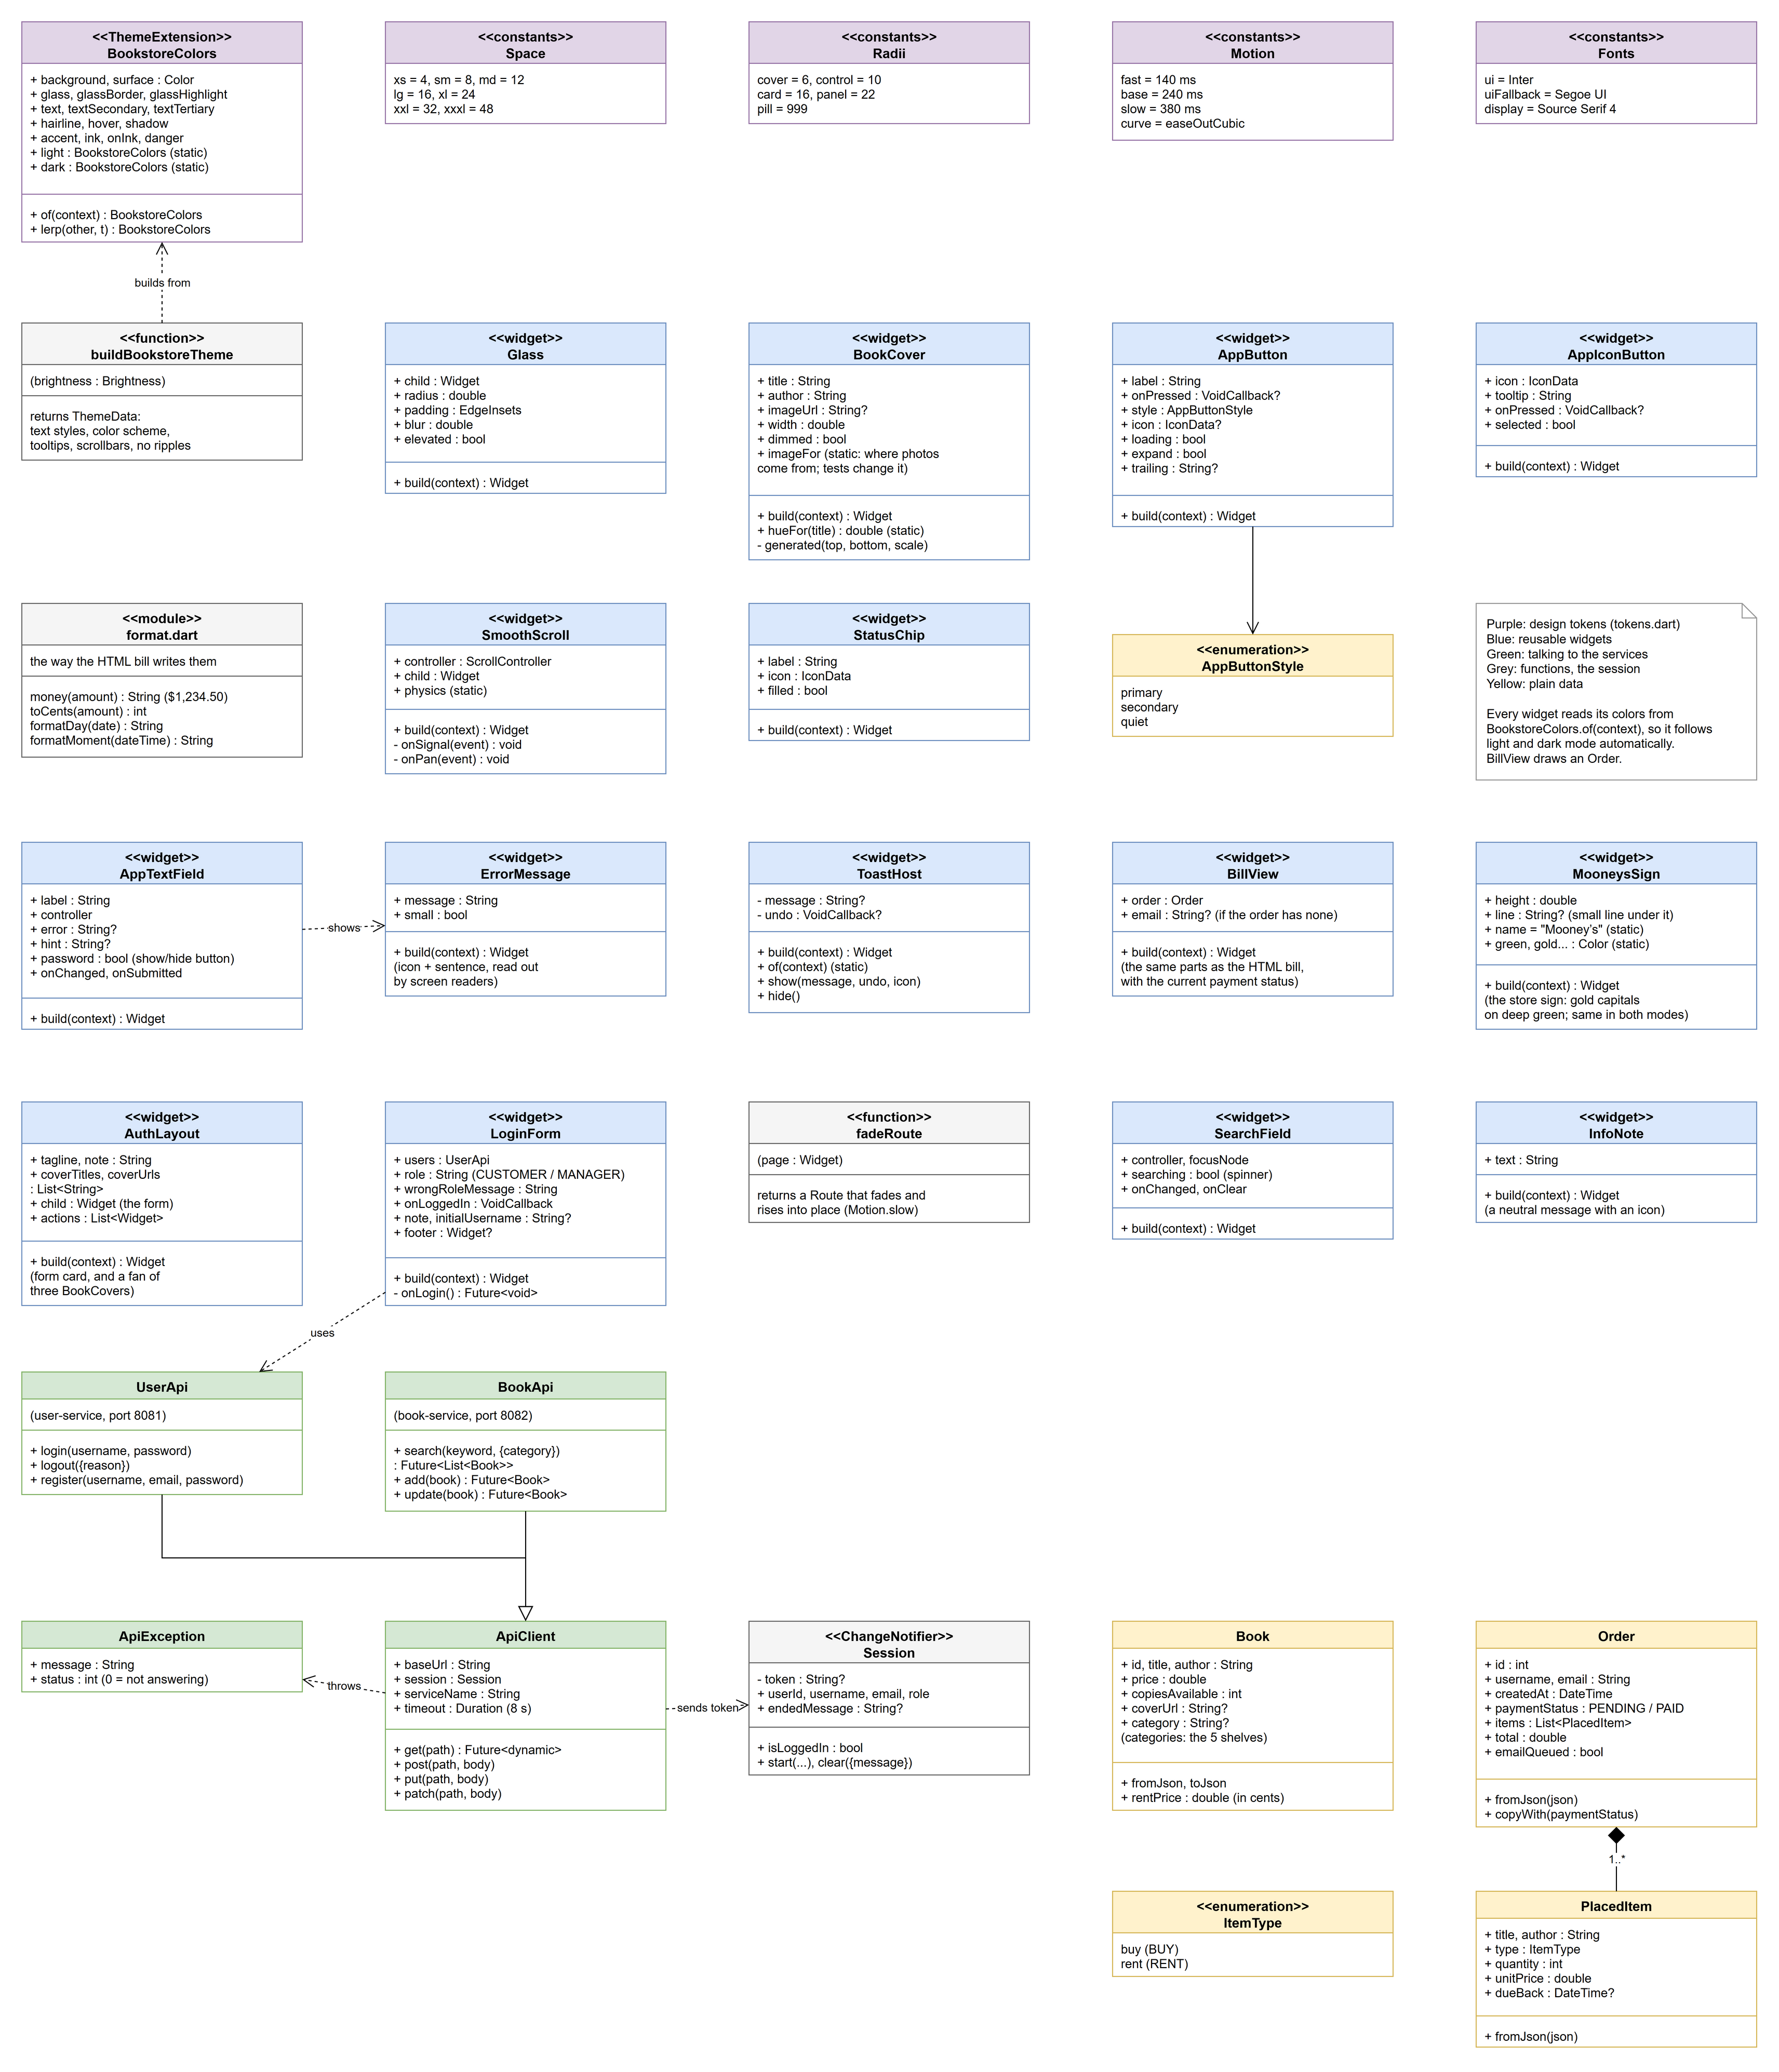 <<ThemeExtension>>
BookstoreColors
+ background, surface : Color
+ glass, glassBorder, glassHighlight
+ text, textSecondary, textTertiary
+ hairline, hover, shadow
+ accent, ink, onInk, danger
+ light : BookstoreColors (static)
+ dark : BookstoreColors (static)
+ of(context) : BookstoreColors
+ lerp(other, t) : BookstoreColors
<<constants>>
Space
xs = 4, sm = 8, md = 12
lg = 16, xl = 24
xxl = 32, xxxl = 48
<<constants>>
Radii
cover = 6, control = 10
card = 16, panel = 22
pill = 999
<<constants>>
Motion
fast = 140 ms
base = 240 ms
slow = 380 ms
curve = easeOutCubic
<<constants>>
Fonts
ui = Inter
uiFallback = Segoe UI
display = Source Serif 4
builds from
<<function>>
buildBookstoreTheme
(brightness : Brightness)
returns ThemeData:
text styles, color scheme,
tooltips, scrollbars, no ripples
<<widget>>
Glass
+ child : Widget
+ radius : double
+ padding : EdgeInsets
+ blur : double
+ elevated : bool
+ build(context) : Widget
<<widget>>
BookCover
+ title : String
+ author : String
+ imageUrl : String?
+ width : double
+ dimmed : bool
+ imageFor (static: where photos
come from; tests change it)
+ build(context) : Widget
+ hueFor(title) : double (static)
- generated(top, bottom, scale)
<<widget>>
AppButton
+ label : String
+ onPressed : VoidCallback?
+ style : AppButtonStyle
+ icon : IconData?
+ loading : bool
+ expand : bool
+ trailing : String?
+ build(context) : Widget
<<widget>>
AppIconButton
+ icon : IconData
+ tooltip : String
+ onPressed : VoidCallback?
+ selected : bool
+ build(context) : Widget
<<module>>
format.dart
the way the HTML bill writes them
money(amount) : String ($1,234.50)
toCents(amount) : int
formatDay(date) : String
formatMoment(dateTime) : String
<<widget>>
SmoothScroll
+ controller : ScrollController
+ child : Widget
+ physics (static)
+ build(context) : Widget
- onSignal(event) : void
- onPan(event) : void
<<widget>>
StatusChip
+ label : String
+ icon : IconData
+ filled : bool
+ build(context) : Widget
<<enumeration>>
AppButtonStyle
primary
secondary
quiet
Purple: design tokens (tokens.dart)
Blue: reusable widgets
Green: talking to the services
Grey: functions, the session
Yellow: plain data
Every widget reads its colors from
BookstoreColors.of(context), so it follows
light and dark mode automatically.
BillView draws an Order.
<<widget>>
AppTextField
+ label : String
+ controller
+ error : String?
+ hint : String?
+ password : bool (show/hide button)
+ onChanged, onSubmitted
+ build(context) : Widget
shows
<<widget>>
ErrorMessage
+ message : String
+ small : bool
+ build(context) : Widget
(icon + sentence, read out
by screen readers)
<<widget>>
ToastHost
- message : String?
- undo : VoidCallback?
+ build(context) : Widget
+ of(context) (static)
+ show(message, undo, icon)
+ hide()
<<widget>>
BillView
+ order : Order
+ email : String? (if the order has none)
+ build(context) : Widget
(the same parts as the HTML bill,
with the current payment status)
<<widget>>
MooneysSign
+ height : double
+ line : String? (small line under it)
+ name = "Mooney's" (static)
+ green, gold... : Color (static)
+ build(context) : Widget
(the store sign: gold capitals
on deep green; same in both modes)
<<widget>>
AuthLayout
+ tagline, note : String
+ coverTitles, coverUrls
: List<String>
+ child : Widget (the form)
+ actions : List<Widget>
+ build(context) : Widget
(form card, and a fan of
three BookCovers)
<<widget>>
LoginForm
+ users : UserApi
+ role : String (CUSTOMER / MANAGER)
+ wrongRoleMessage : String
+ onLoggedIn : VoidCallback
+ note, initialUsername : String?
+ footer : Widget?
+ build(context) : Widget
- onLogin() : Future<void>
<<function>>
fadeRoute
(page : Widget)
returns a Route that fades and
rises into place (Motion.slow)
<<widget>>
SearchField
+ controller, focusNode
+ searching : bool (spinner)
+ onChanged, onClear
+ build(context) : Widget
<<widget>>
InfoNote
+ text : String
+ build(context) : Widget
(a neutral message with an icon)
uses
UserApi
(user-service, port 8081)
+ login(username, password)
+ logout({reason})
+ register(username, email, password)
BookApi
(book-service, port 8082)
+ search(keyword, {category})
: Future<List<Book>>
+ add(book) : Future<Book>
+ update(book) : Future<Book>
ApiException
+ message : String
+ status : int (0 = not answering)
throws
ApiClient
+ baseUrl : String
+ session : Session
+ serviceName : String
+ timeout : Duration (8 s)
+ get(path) : Future<dynamic>
+ post(path, body)
+ put(path, body)
+ patch(path, body)
sends token
<<ChangeNotifier>>
Session
- token : String?
+ userId, username, email, role
+ endedMessage : String?
+ isLoggedIn : bool
+ start(...), clear({message})
Book
+ id, title, author : String
+ price : double
+ copiesAvailable : int
+ coverUrl : String?
+ category : String?
(categories: the 5 shelves)
+ fromJson, toJson
+ rentPrice : double (in cents)
Order
+ id : int
+ username, email : String
+ createdAt : DateTime
+ paymentStatus : PENDING / PAID
+ items : List<PlacedItem>
+ total : double
+ emailQueued : bool
+ fromJson(json)
+ copyWith(paymentStatus)
1..*
<<enumeration>>
ItemType
buy (BUY)
rent (RENT)
PlacedItem
+ title, author : String
+ type : ItemType
+ quantity : int
+ unitPrice : double
+ dueBack : DateTime?
+ fromJson(json)